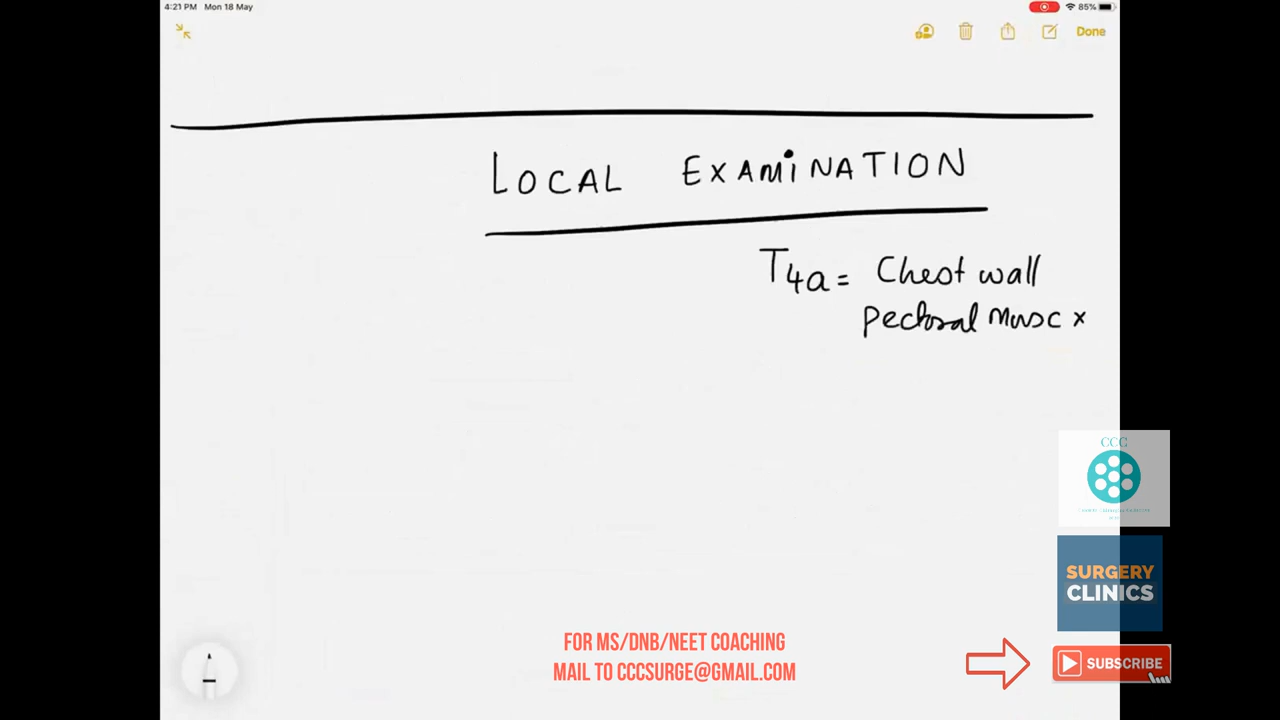 4:21 PM Mon 18 May
85%
Done
LOCAL EXAMINATION
T4a = Chest wall
pectoral musc x
CCC
SURGERY
CLINICS
FOR MS/DNB/NEET COACHING
MAIL TO CCCSURGE@GMAIL.COM
SUBSCRIBE